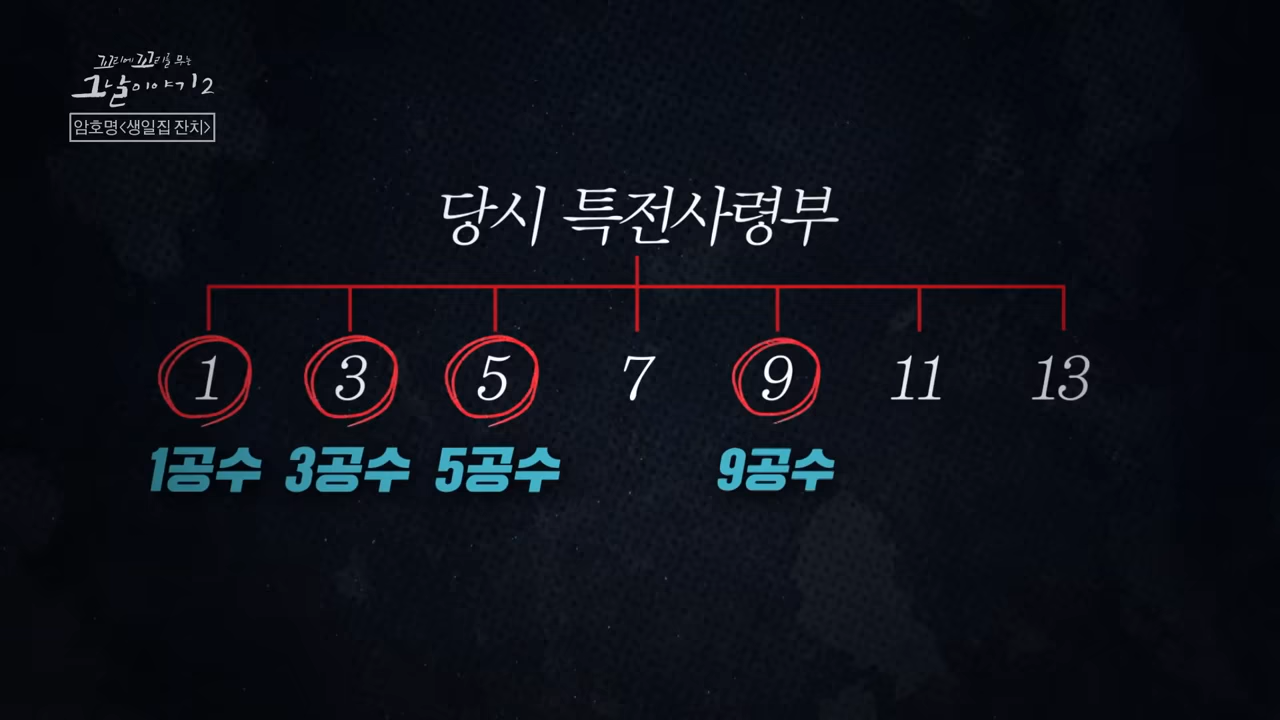 꼬리에 꼬리를 무는
그날 이야기 2
암호명<생일집 잔치>
당시 특전사령부
1 3 5 7 9 11 13
1공수 3공수 5공수 9공수